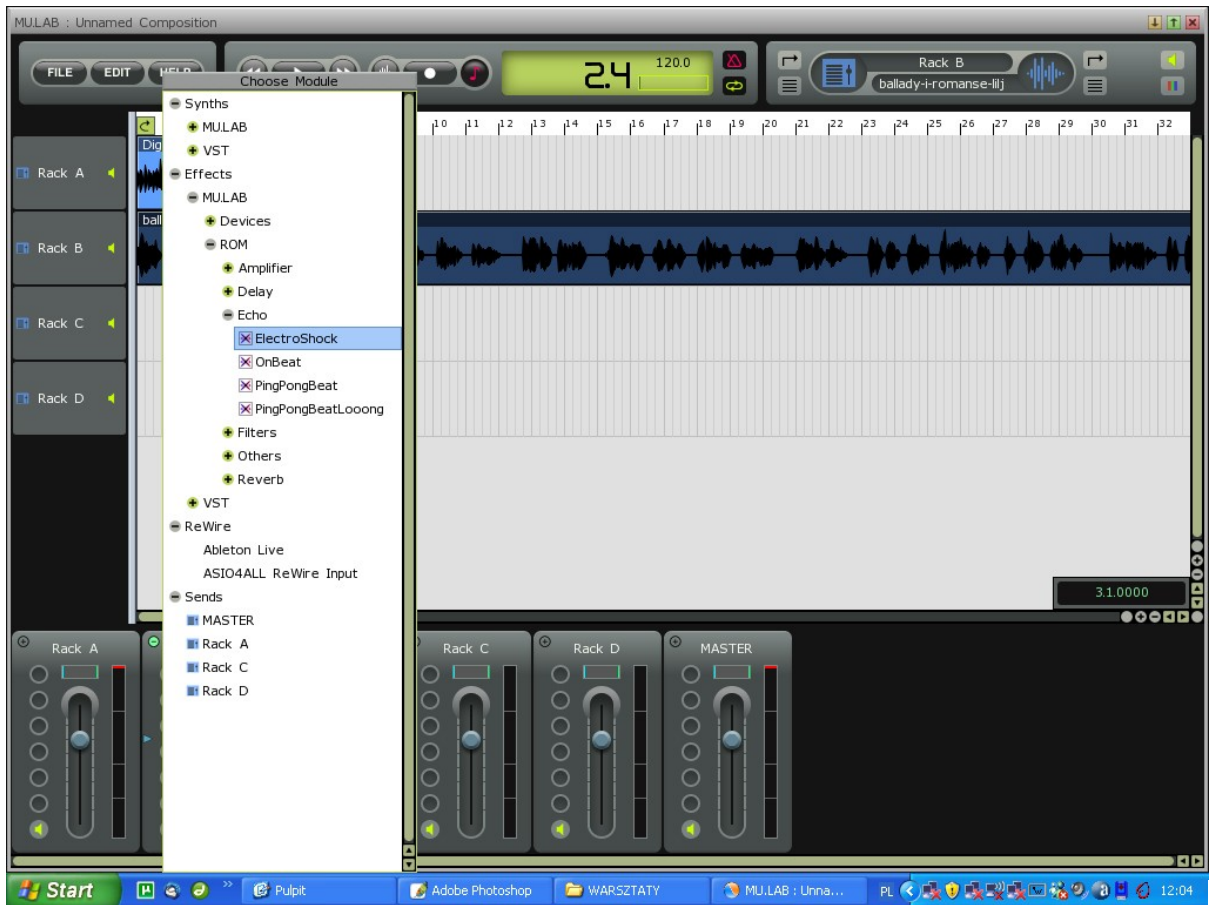 MU.LAB : Unnamed Composition
FILE EDIT HELP
2.4 120.0
Rack B
ballady-i-romanse-lilj
Choose Module
Synths
MU.LAB
VST
Effects
MU.LAB
Devices
ROM
Amplifier
Delay
Echo
ElectroShock
OnBeat
PingPongBeat
PingPongBeatLooong
Filters
Others
Reverb
VST
ReWire
Ableton Live
ASIO4ALL ReWire Input
Sends
MASTER
Rack A
Rack C
Rack D
10 11 12 13 14 15 16 17 18 19 20 21 22 23 24 25 26 27 28 29 30 31 32
Dig
Rack A
ball
Rack B
Rack C
Rack D
3.1.0000
Rack A Rack C Rack D MASTER
Start Pulpit Adobe Photoshop WARSZTATY MU.LAB : Unna... PL 12:04